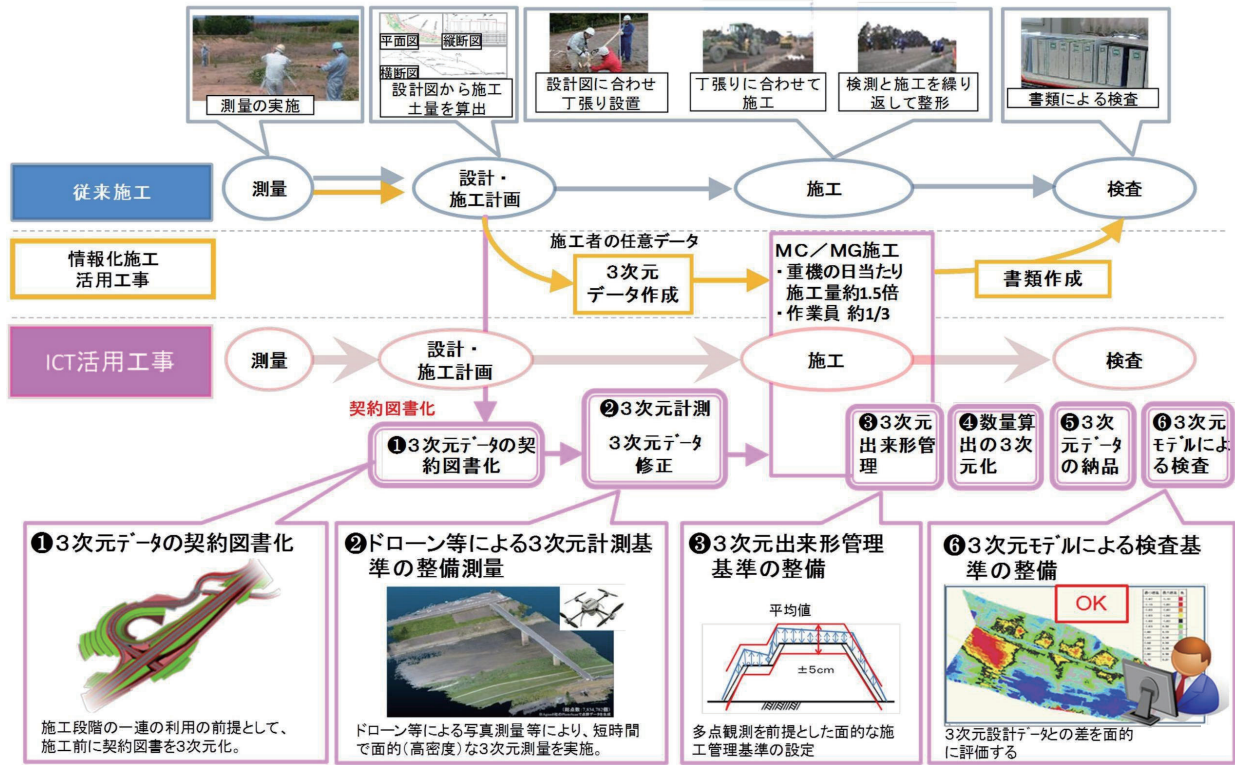 平面図
縦断図
横断図
測量の実施
設計図から施工
土量を算出
設計図に合わせ
丁張り設置
丁張りに合わせて
施工
検測と施工を繰り
返して整形
書類による検査
従来施工
測量
設計・
施工計画
施工
検査
情報化施工
活用工事
施工者の任意データ
3次元
データ作成
MC/MG施工
・重機の日当たり
施工量約1.5倍
・作業員 約1/3
書類作成
ICT活用工事
測量
設計・
施工計画
施工
検査
契約図書化
❶3次元データの契
約図書化
❷3次元計測
3次元データ
修正
❸3次元
出来形管
理
❹数量算
出の3次
元化
❺3次
元データ
の納品
❻3次元
モデルによ
る検査
❶3次元データの契約図書化
施工段階の一連の利用の前提として、
施工前に契約図書を3次元化。
❷ドローン等による3次元計測基
準の整備測量
ドローン等による写真測量等により、短時間
で面的(高密度)な3次元測量を実施。
❸3次元出来形管理
基準の整備
平均値
±5cm
多点観測を前提とした面的な施
工管理基準の設定
❻3次元モデルによる検査基
準の整備
OK
3次元設計データとの差を面的
に評価する